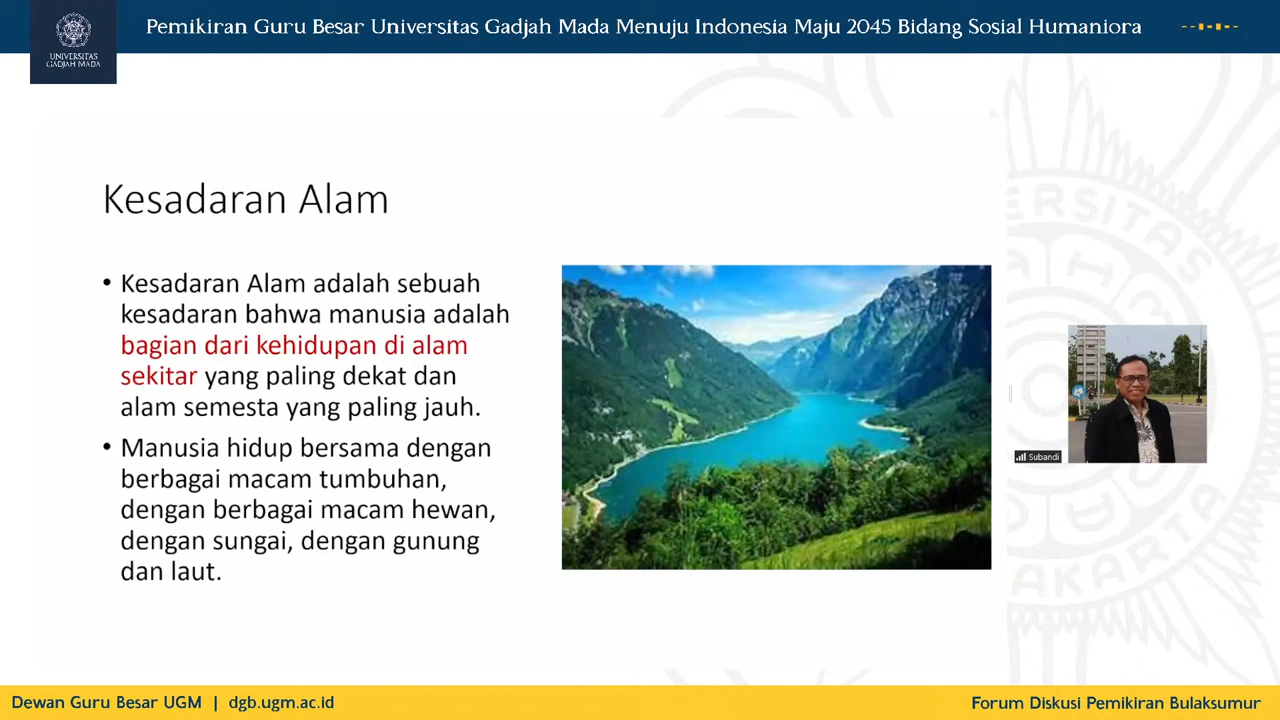 Pemikiran Guru Besar Universitas Gadjah Mada Menuju Indonesia Maju 2045 Bidang Sosial Humaniora
UNIVERSITAS
GADJAH MADA
Kesadaran Alam
• Kesadaran Alam adalah sebuah
kesadaran bahwa manusia adalah
bagian dari kehidupan di alam
sekitar yang paling dekat dan
alam semesta yang paling jauh.
• Manusia hidup bersama dengan
berbagai macam tumbuhan,
dengan berbagai macam hewan,
dengan sungai, dengan gunung
dan laut.
Subandi
Dewan Guru Besar UGM | dgb.ugm.ac.id
Forum Diskusi Pemikiran Bulaksumur